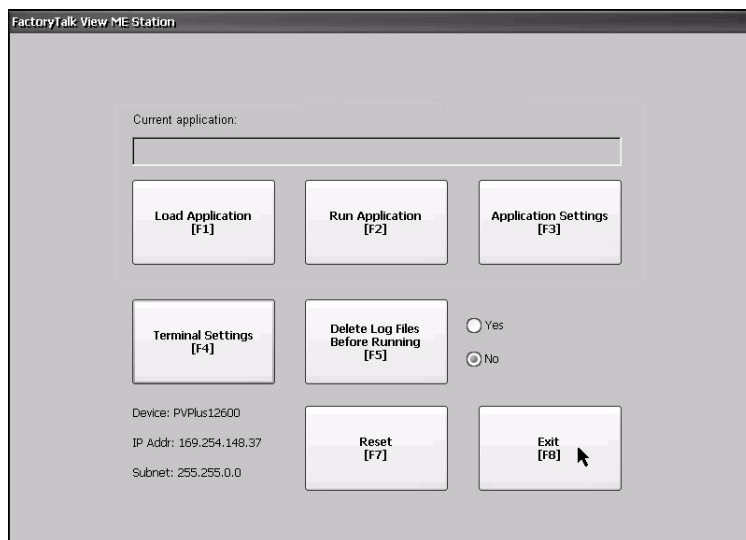 FactoryTalk View ME Station
Current application:
Load Application
[F1]
Run Application
[F2]
Application Settings
[F3]
Terminal Settings
[F4]
Delete Log Files
Before Running
[F5]
Yes
No
Device: PVPlus12600
IP Addr: 169.254.148.37
Subnet: 255.255.0.0
Reset
[F7]
Exit
[F8]